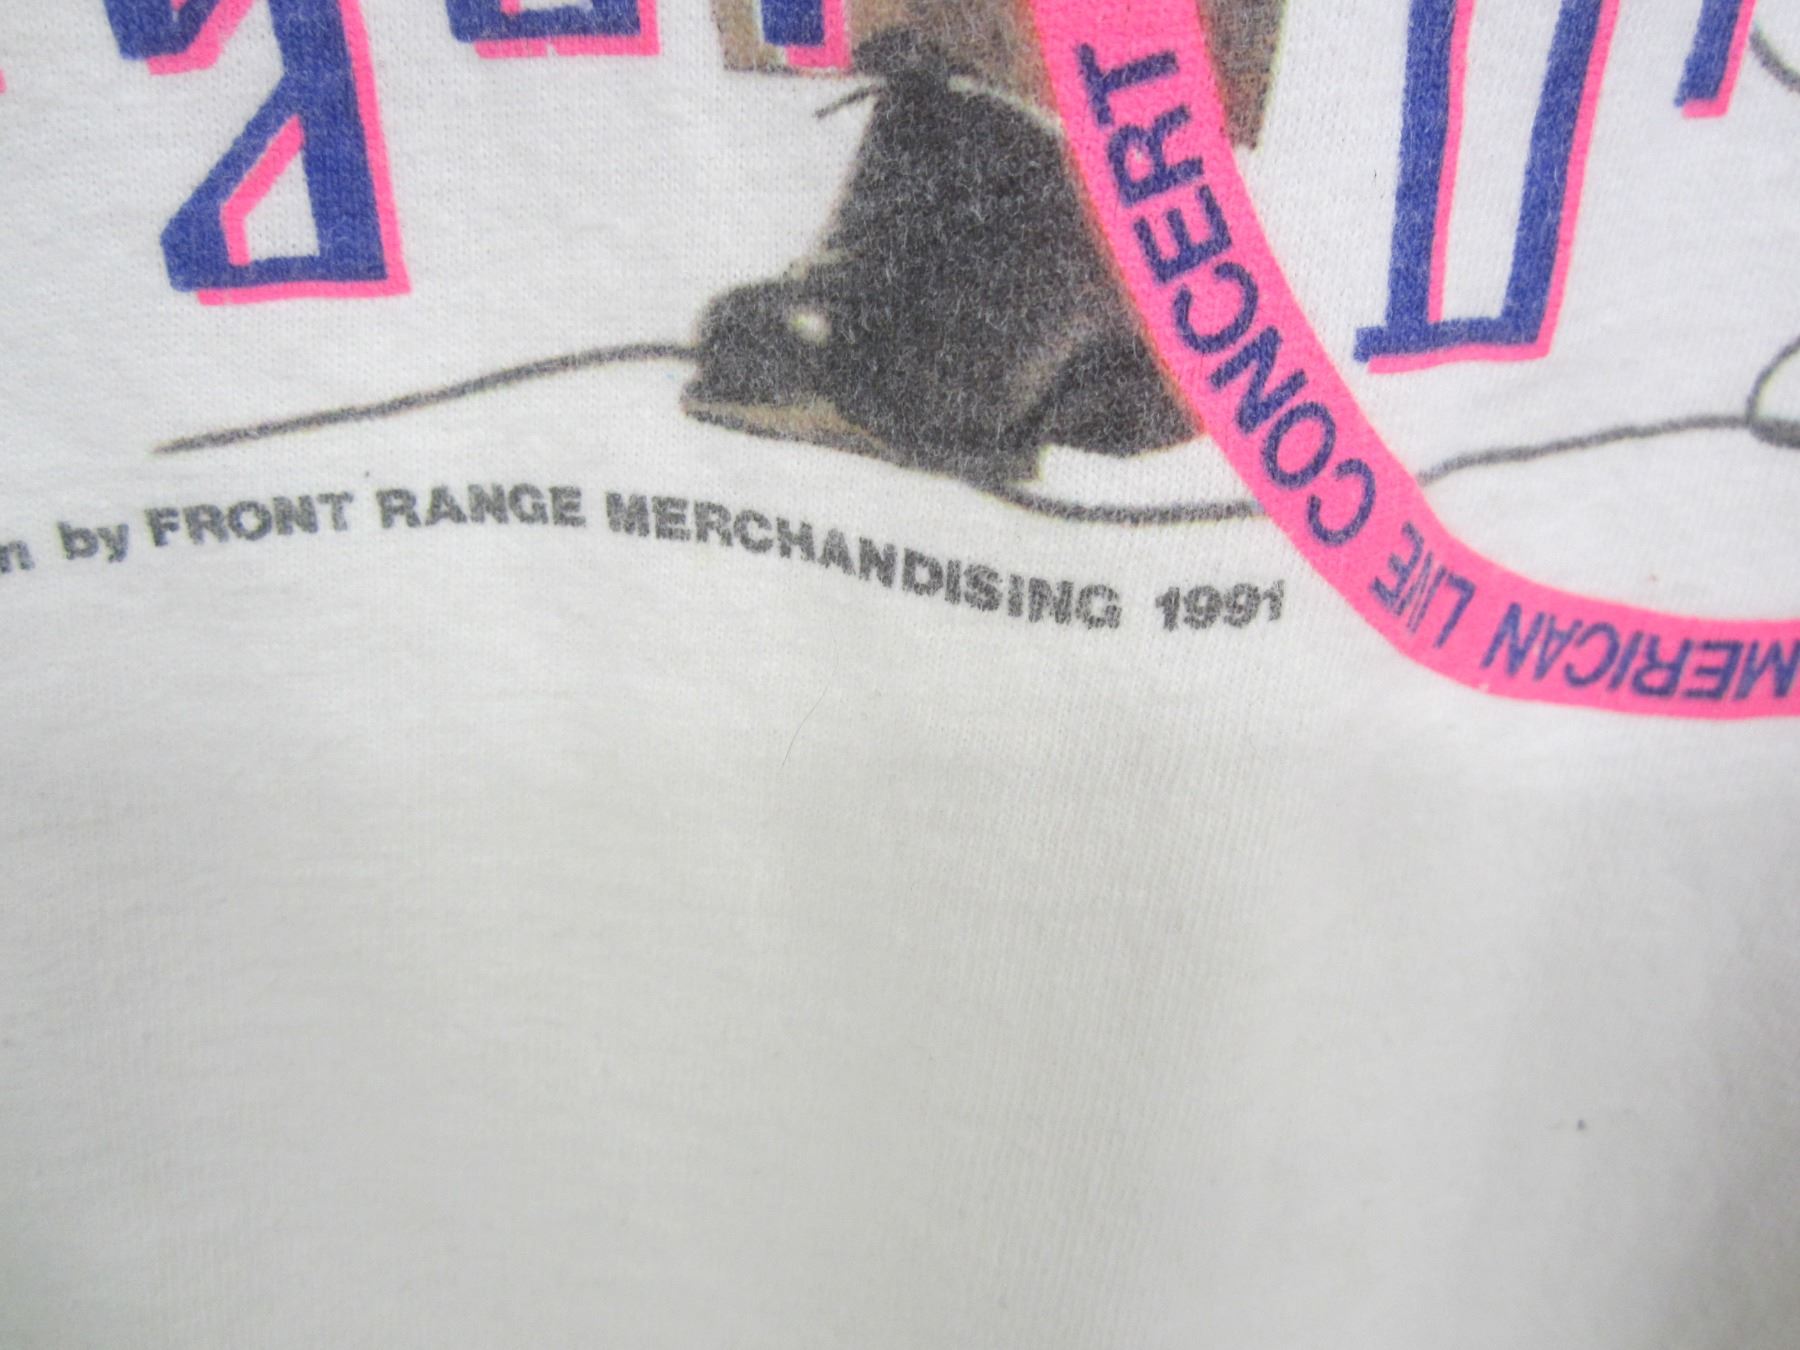 by FRONT RANGE MERCHANDISING 1991
MERICAN LIVE CONCERT